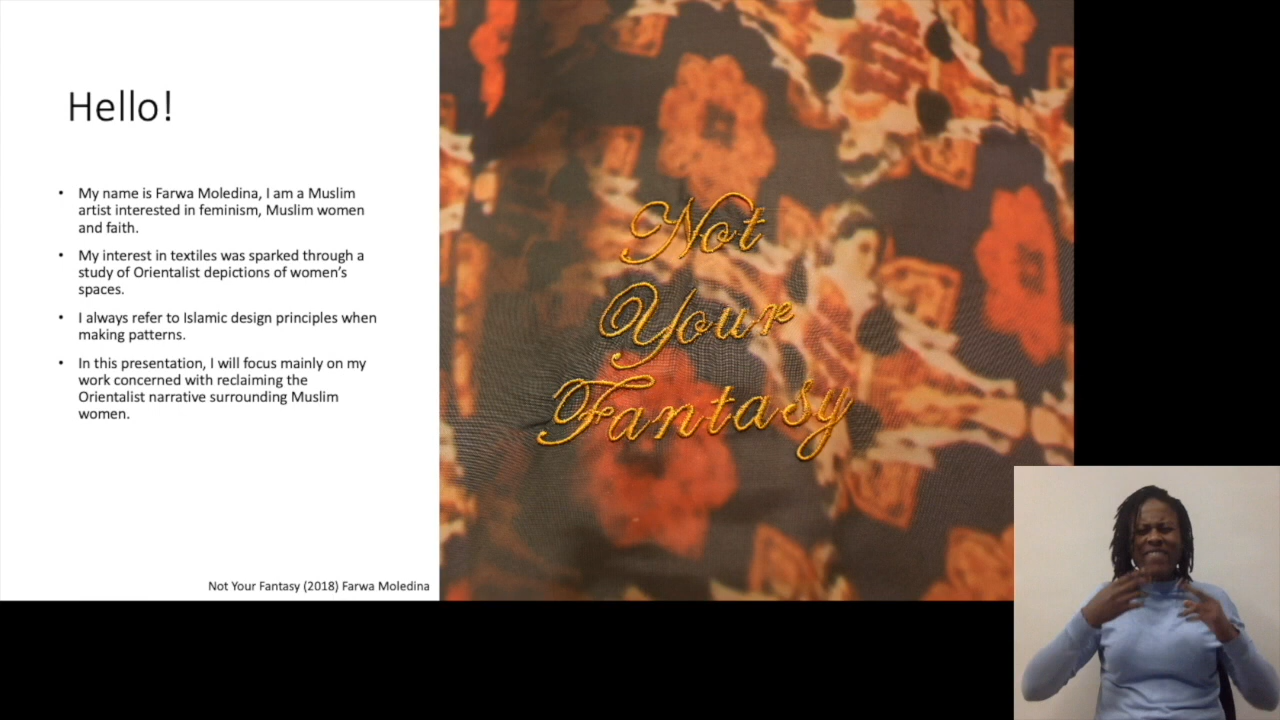 Hello!
• My name is Farwa Moledina, I am a Muslim
artist interested in feminism, Muslim women
and faith.
• My interest in textiles was sparked through a
study of Orientalist depictions of women's
spaces.
• I always refer to Islamic design principles when
making patterns.
• In this presentation, I will focus mainly on my
work concerned with reclaiming the
Orientalist narrative surrounding Muslim
women.
Not Your Fantasy (2018) Farwa Moledina
Not
Your
Fantasy